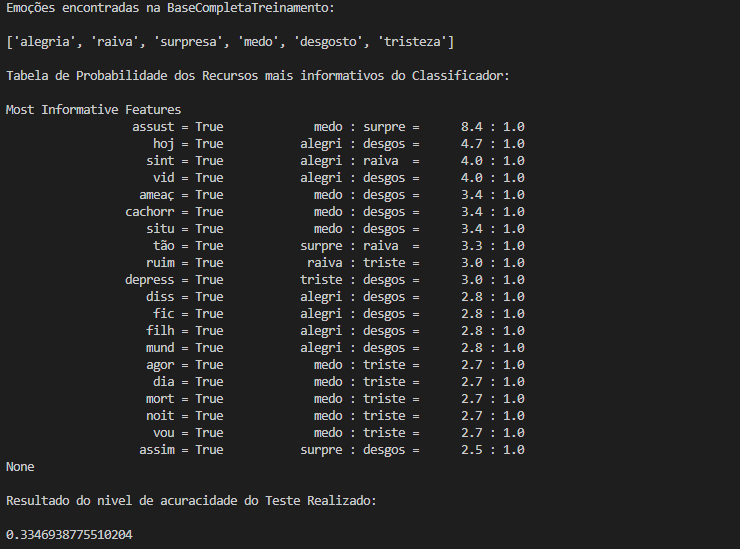 Emoções encontradas na BaseCompletaTreinamento:
['alegria', 'raiva', 'surpresa', 'medo', 'desgosto', 'tristeza']
Tabela de Probabilidade dos Recursos mais informativos do Classificador:
Most Informative Features
assust = True medo : surpre = 8.4 : 1.0
hoj = True alegri : desgos = 4.7 : 1.0
sint = True alegri : raiva = 4.0 : 1.0
vid = True alegri : desgos = 4.0 : 1.0
ameaç = True medo : desgos = 3.4 : 1.0
cachorr = True medo : desgos = 3.4 : 1.0
situ = True medo : desgos = 3.4 : 1.0
tão = True surpre : raiva = 3.3 : 1.0
ruim = True raiva : triste = 3.0 : 1.0
depress = True triste : desgos = 3.0 : 1.0
diss = True alegri : desgos = 2.8 : 1.0
fic = True alegri : desgos = 2.8 : 1.0
filh = True alegri : desgos = 2.8 : 1.0
mund = True alegri : desgos = 2.8 : 1.0
agor = True medo : triste = 2.7 : 1.0
dia = True medo : triste = 2.7 : 1.0
mort = True medo : triste = 2.7 : 1.0
noit = True medo : triste = 2.7 : 1.0
vou = True medo : triste = 2.7 : 1.0
assim = True surpre : desgos = 2.5 : 1.0
None
Resultado do nivel de acuracidade do Teste Realizado:
0.3346938775510204